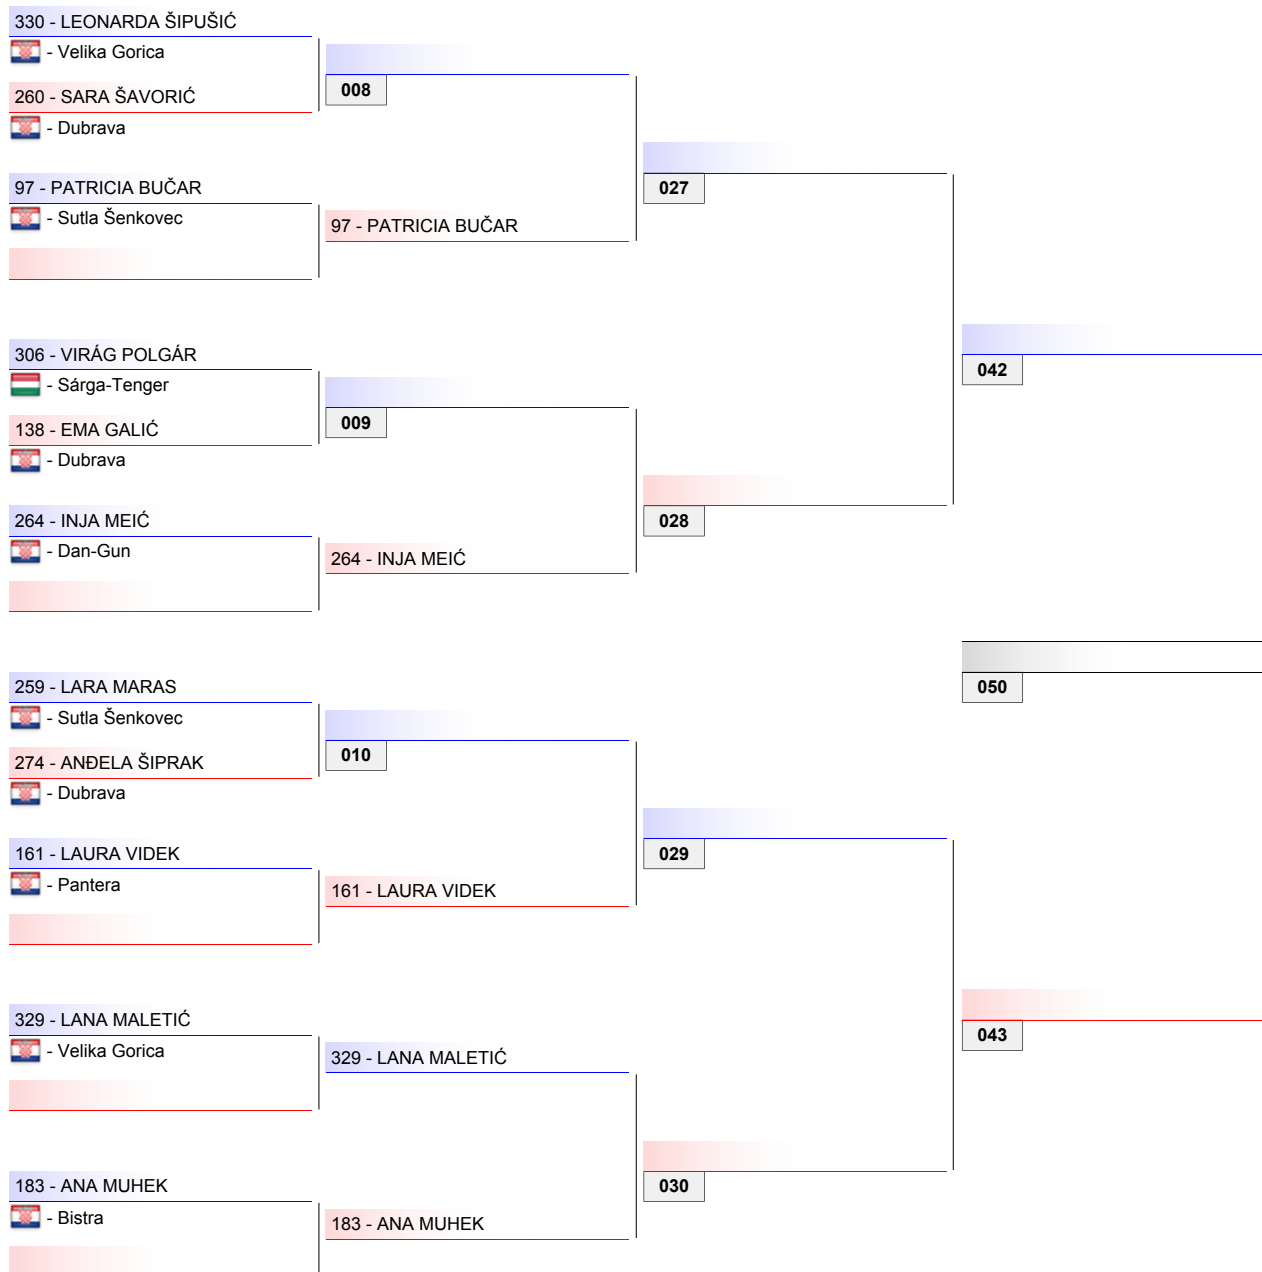 330 - LEONARDA ŠIPUŠIĆ
- Velika Gorica
260 - SARA ŠAVORIĆ
- Dubrava
008
97 - PATRICIA BUČAR
- Sutla Šenkovec
97 - PATRICIA BUČAR
027
306 - VIRÁG POLGÁR
- Sárga-Tenger
138 - EMA GALIĆ
- Dubrava
009
264 - INJA MEIĆ
- Dan-Gun
264 - INJA MEIĆ
028
042
259 - LARA MARAS
- Sutla Šenkovec
274 - ANĐELA ŠIPRAK
- Dubrava
010
050
161 - LAURA VIDEK
- Pantera
161 - LAURA VIDEK
029
329 - LANA MALETIĆ
- Velika Gorica
329 - LANA MALETIĆ
043
183 - ANA MUHEK
- Bistra
183 - ANA MUHEK
030